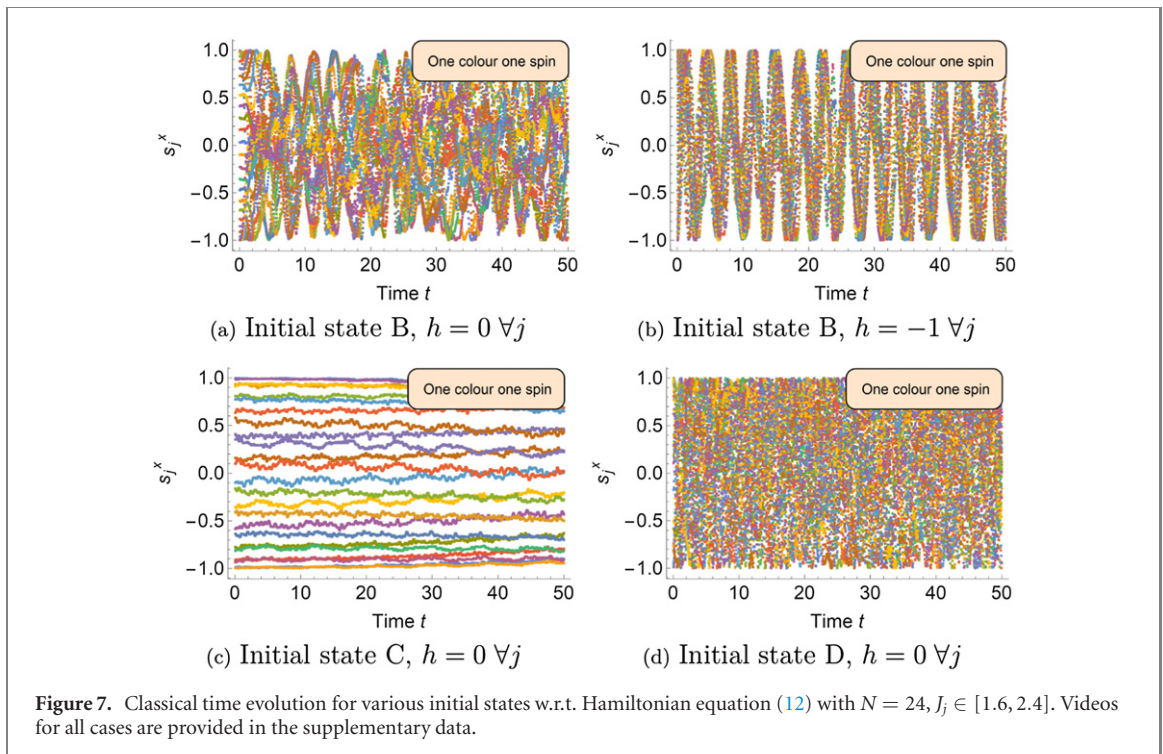 1.0
0.5
0.0
−0.5
−1.0
s_j^x
One colour one spin
0 10 20 30 40 50
Time t
(a) Initial state B, h = 0 ∀j
1.0
0.5
0.0
−0.5
−1.0
s_j^x
One colour one spin
0 10 20 30 40 50
Time t
(b) Initial state B, h = −1 ∀j
1.0
0.5
0.0
−0.5
−1.0
s_j^x
One colour one spin
0 10 20 30 40 50
Time t
(c) Initial state C, h = 0 ∀j
1.0
0.5
0.0
−0.5
−1.0
s_j^x
One colour one spin
0 10 20 30 40 50
Time t
(d) Initial state D, h = 0 ∀j
Figure 7. Classical time evolution for various initial states w.r.t. Hamiltonian equation (12) with N = 24, J_j ∈ [1.6, 2.4]. Videos
for all cases are provided in the supplementary data.